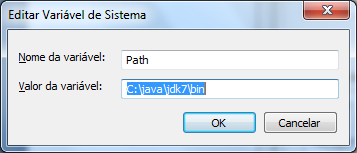 Editar Variável de Sistema
Nome da variável: Path
Valor da variável: C:\java\jdk7\bin
OK Cancelar